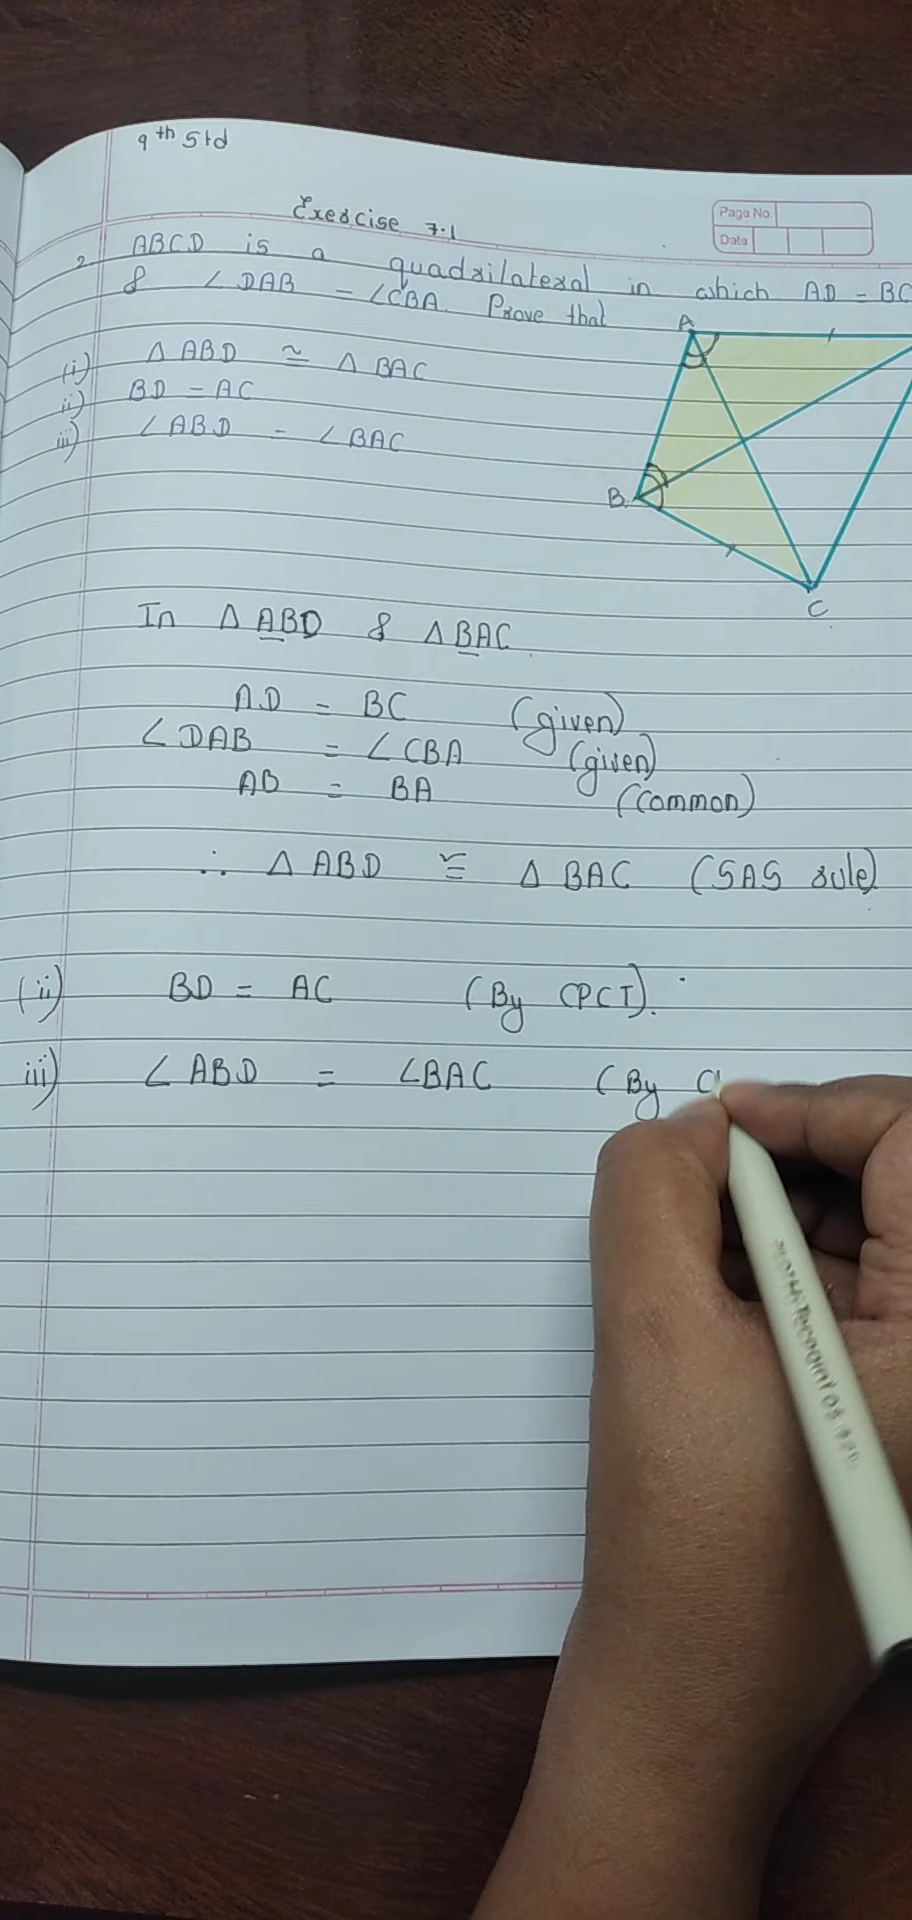 9th Std
Exercise 7.1
Page No.
Date
2. ABCD is a quadrilateral in which AD = BC
& ∠DAB = ∠CBA. Prove that
(i) Δ ABD ≅ Δ BAC
ii) BD = AC
iii) ∠ABD = ∠BAC
A
B
C
In Δ ABD & Δ BAC
AD = BC (given)
∠DAB = ∠CBA (given)
AB = BA (common)
∴ Δ ABD ≅ Δ BAC (SAS rule)
(ii) BD = AC (By CPCT).
iii) ∠ABD = ∠BAC (By C